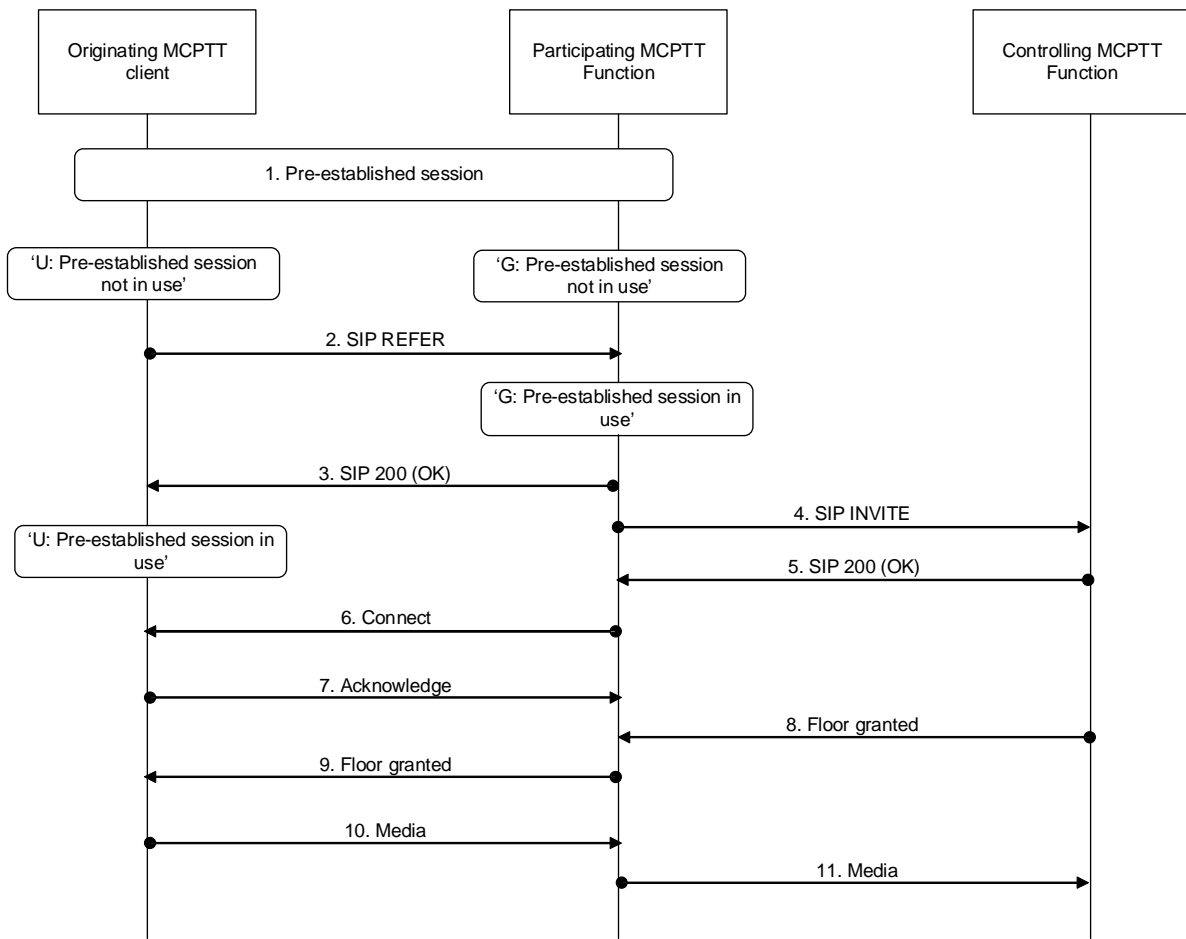 Originating MCPTT
client
Participating MCPTT
Function
Controlling MCPTT
Function
1. Pre-established session
‘U: Pre-established session
not in use’
‘G: Pre-established session
not in use’
2. SIP REFER
‘G: Pre-established session in
use’
3. SIP 200 (OK)
4. SIP INVITE
‘U: Pre-established session in
use’
5. SIP 200 (OK)
6. Connect
7. Acknowledge
8. Floor granted
9. Floor granted
10. Media
11. Media